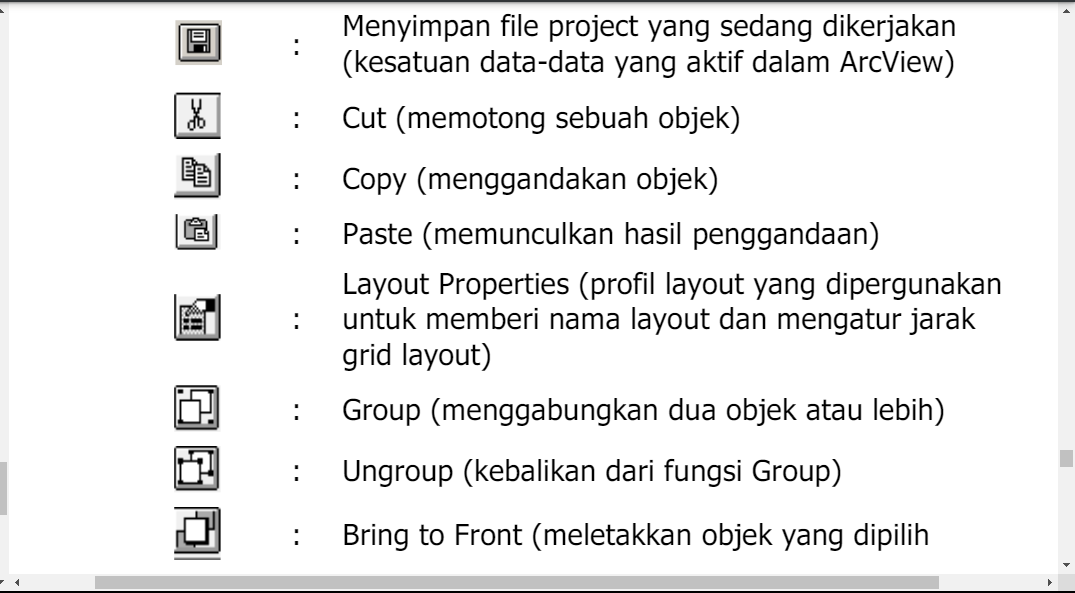 : Menyimpan file project yang sedang dikerjakan
(kesatuan data-data yang aktif dalam ArcView)
: Cut (memotong sebuah objek)
: Copy (menggandakan objek)
: Paste (memunculkan hasil penggandaan)
Layout Properties (profil layout yang dipergunakan
: untuk memberi nama layout dan mengatur jarak
grid layout)
: Group (menggabungkan dua objek atau lebih)
: Ungroup (kebalikan dari fungsi Group)
: Bring to Front (meletakkan objek yang dipilih